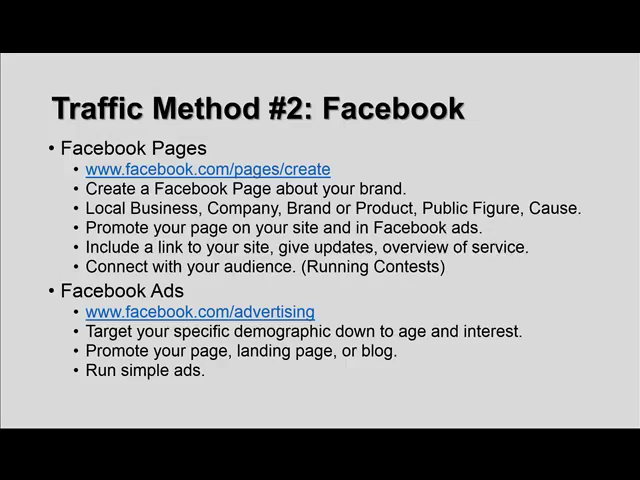 Traffic Method #2: Facebook
• Facebook Pages
• www.facebook.com/pages/create
• Create a Facebook Page about your brand.
• Local Business, Company, Brand or Product, Public Figure, Cause.
• Promote your page on your site and in Facebook ads.
• Include a link to your site, give updates, overview of service.
• Connect with your audience. (Running Contests)
• Facebook Ads
• www.facebook.com/advertising
• Target your specific demographic down to age and interest.
• Promote your page, landing page, or blog.
• Run simple ads.